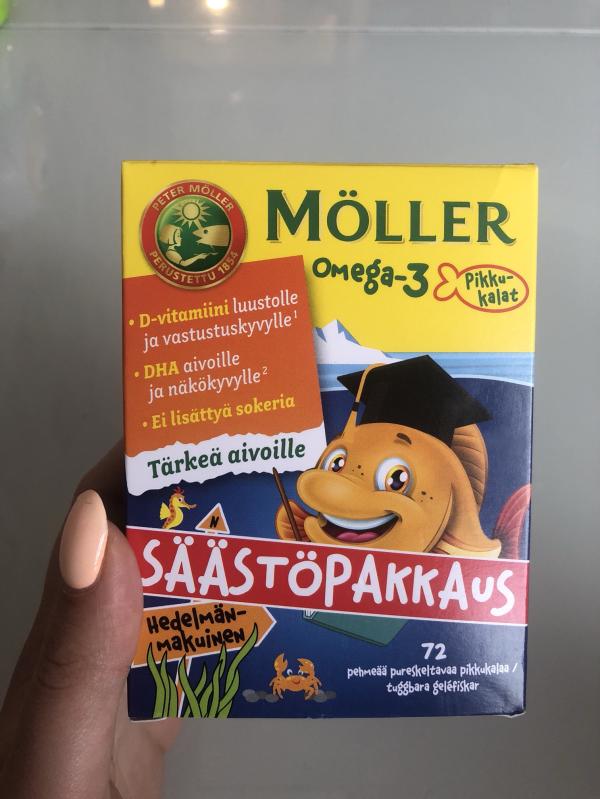 PETER MÖLLER
PERUSTETTU 1854
MÖLLER
Omega-3
Pikku-
kalat
• D-vitamiini luustolle
ja vastustuskyvylle¹
• DHA aivoille
ja näkökyvylle²
• Ei lisättyä sokeria
Tärkeä aivoille
N
SÄÄSTÖPAKKAUS
Hedelmän-
makuinen
72
pehmeää pureskeltavaa pikkukalaa /
tuggbara geléfiskar